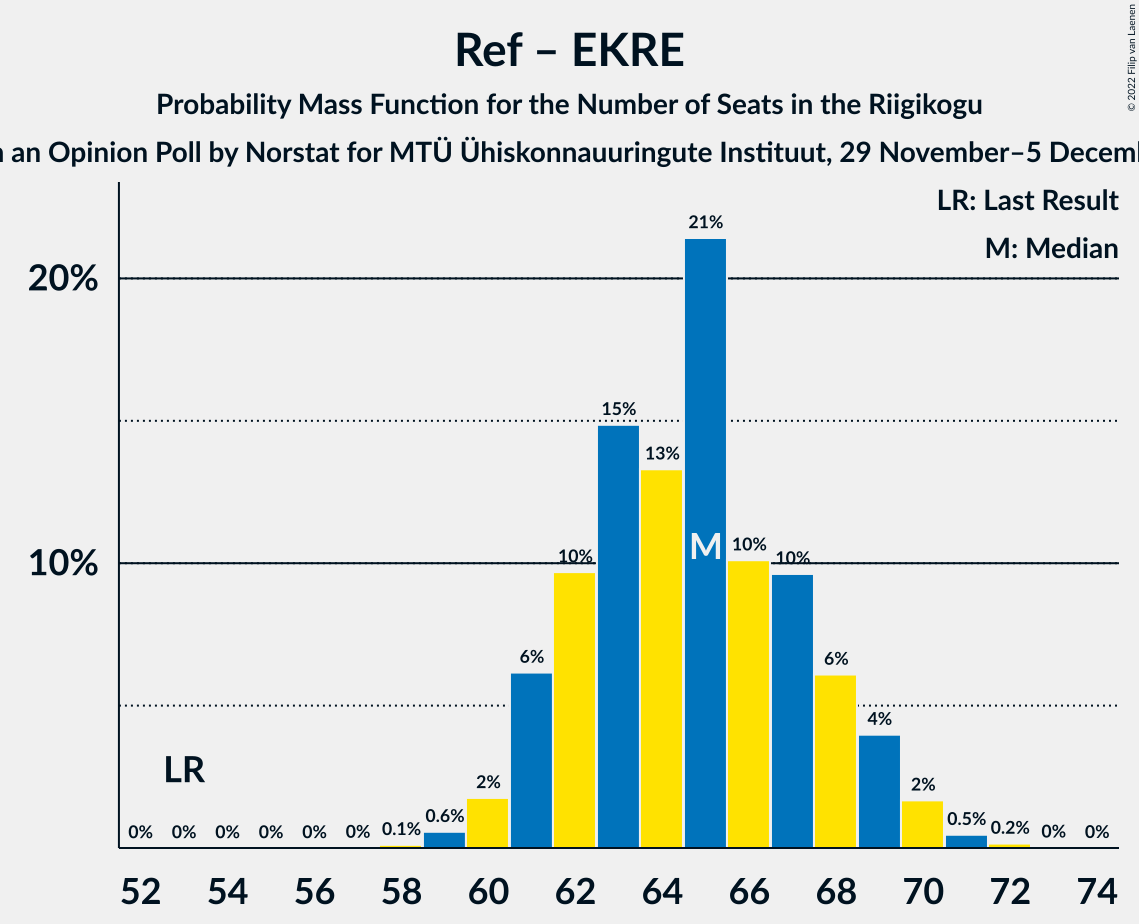 Ref – EKRE
Probability Mass Function for the Number of Seats in the Riigikogu
an Opinion Poll by Norstat for MTÜ Ühiskonnauuringute Instituut, 29 November–5
© 2022 Filip van Laenen
LR: Last Result
M: Median
20%
10%
21%
15%
13%
10%
M
10%
10%
6%
6%
4%
LR
2%
2%
0% 0% 0% 0% 0% 0% 0.1% 0.6% 0.5% 0.2% 0% 0%
52 54 56 58 60 62 64 66 68 70 72 74